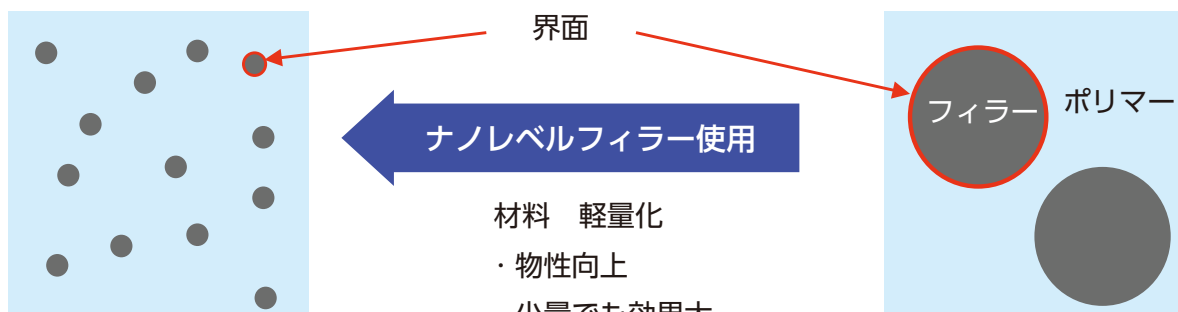 界面
フィラー
ポリマー
ナノレベルフィラー使用
材料　軽量化
・物性向上